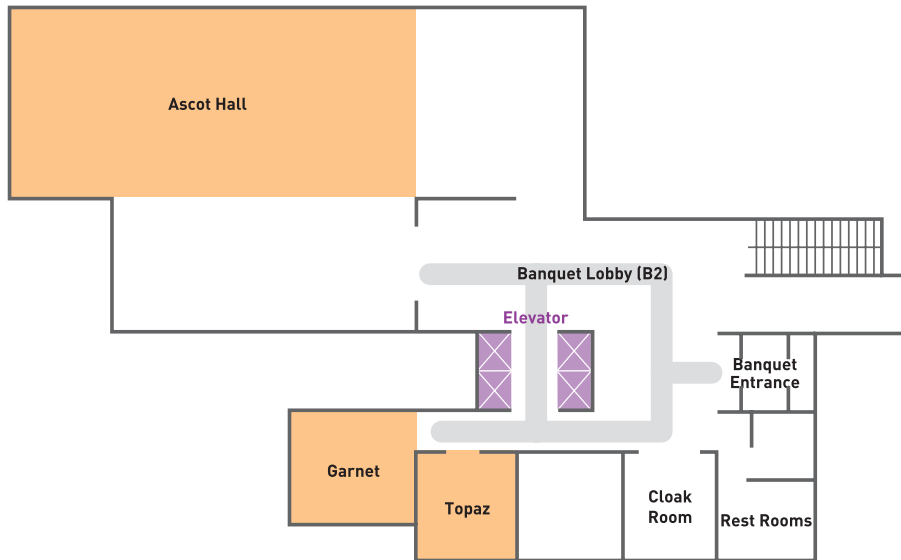 Ascot Hall
Banquet Lobby (B2)
Elevator
Banquet
Entrance
Garnet
Topaz
Cloak
Room
Rest Rooms